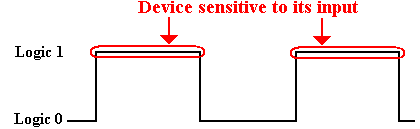 Device sensitive to its input
Logic 1
Logic 0